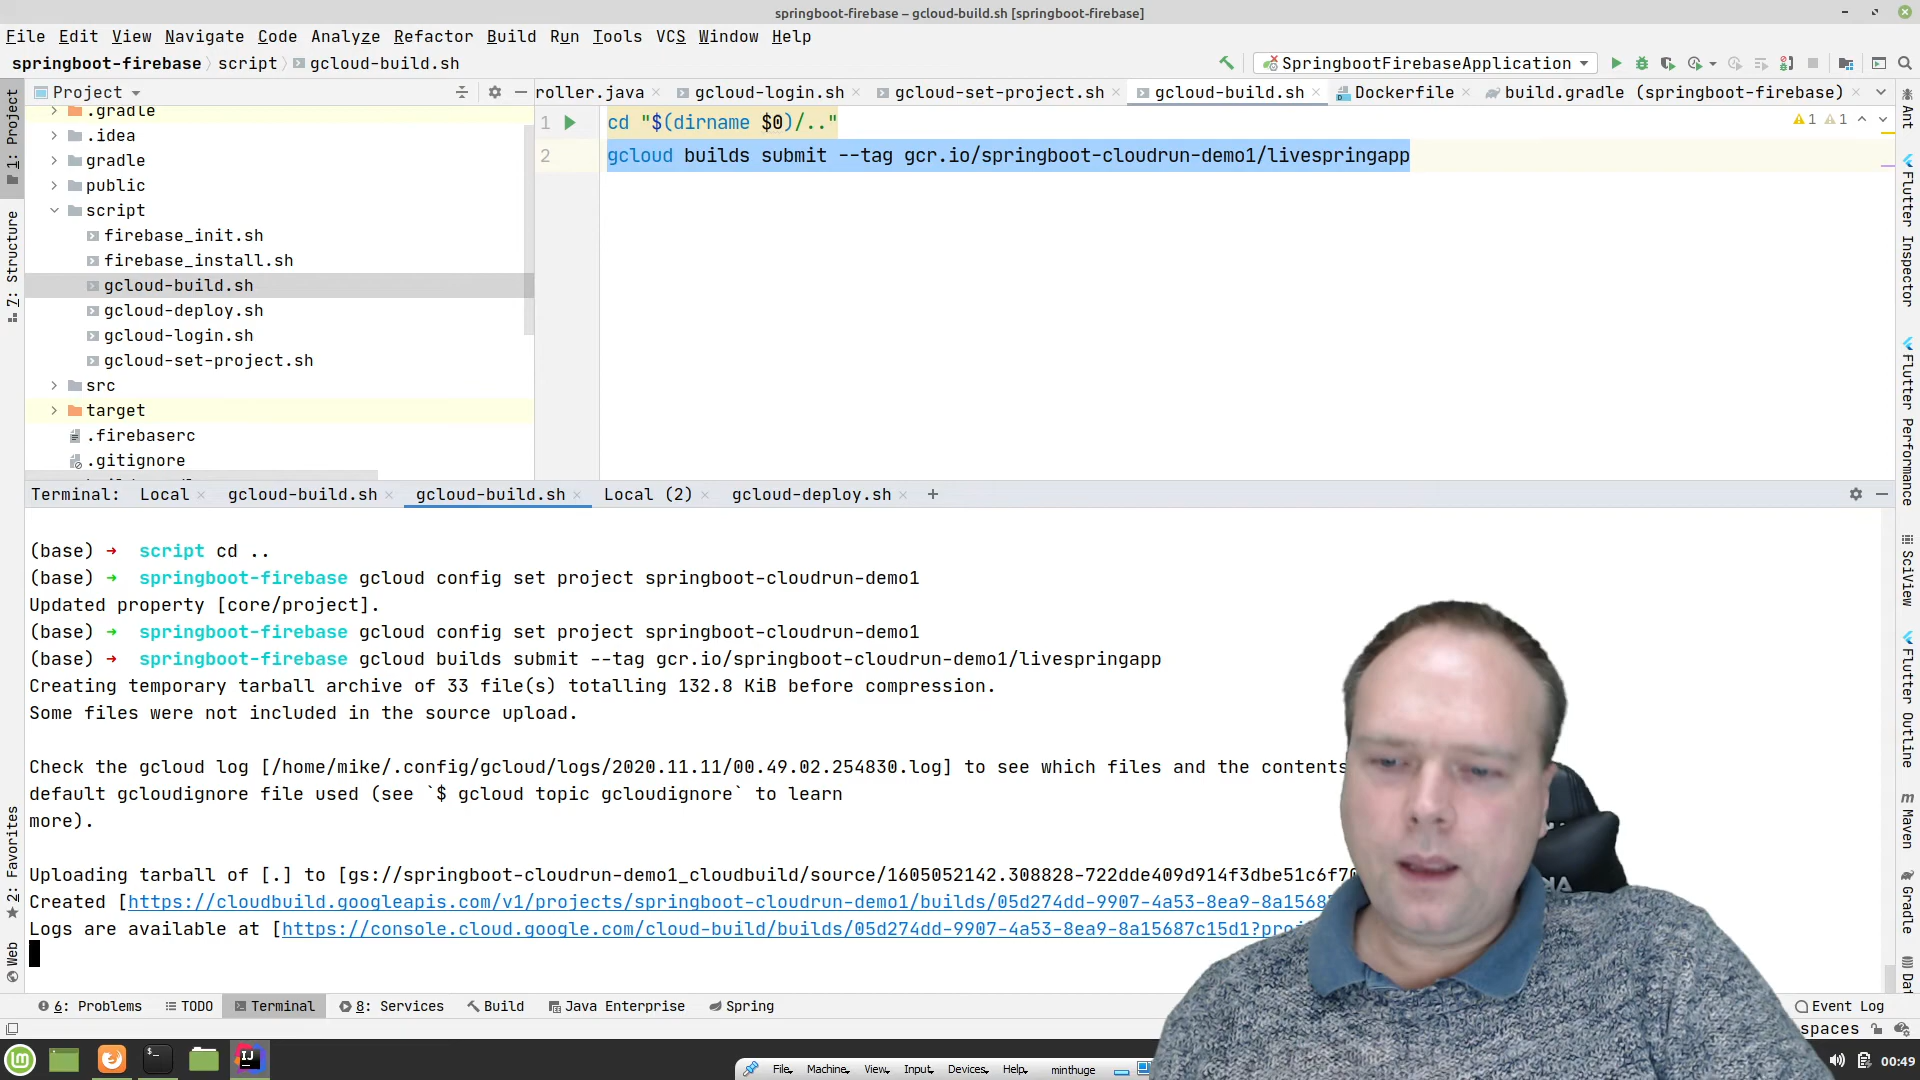 springboot-firebase – gcloud-build.sh [springboot-firebase]
File Edit View Navigate Code Analyze Refactor Build Run Tools VCS Window Help
springboot-firebase script gcloud-build.sh
SpringbootFirebaseApplication
Project
roller.java gcloud-login.sh gcloud-set-project.sh gcloud-build.sh Dockerfile build.gradle (springboot-firebase)
1 cd "$(dirname $0)/.."
1 1
2 gcloud builds submit --tag gcr.io/springboot-cloudrun-demo1/livespringapp
.gradle
.idea
gradle
public
script
firebase_init.sh
firebase_install.sh
gcloud-build.sh
gcloud-deploy.sh
gcloud-login.sh
gcloud-set-project.sh
src
target
.firebaserc
.gitignore
1: Project
7: Structure
2: Favorites
Web
Ant
Flutter Inspector
Flutter Performance
SciView
Flutter Outline
Maven
Gradle
Terminal: Local gcloud-build.sh gcloud-build.sh Local (2) gcloud-deploy.sh +
(base) → script cd ..
(base) → springboot-firebase gcloud config set project springboot-cloudrun-demo1
Updated property [core/project].
(base) → springboot-firebase gcloud config set project springboot-cloudrun-demo1
(base) → springboot-firebase gcloud builds submit --tag gcr.io/springboot-cloudrun-demo1/livespringapp
Creating temporary tarball archive of 33 file(s) totalling 132.8 KiB before compression.
Some files were not included in the source upload.
Check the gcloud log [/home/mike/.config/gcloud/logs/2020.11.11/00.49.02.254830.log] to see which files and the contents
default gcloudignore file used (see `$ gcloud topic gcloudignore` to learn
more).
Uploading tarball of [.] to [gs://springboot-cloudrun-demo1_cloudbuild/source/1605052142.308828-722dde409d914f3dbe51c6f70
Created [https://cloudbuild.googleapis.com/v1/projects/springboot-cloudrun-demo1/builds/05d274dd-9907-4a53-8ea9-8a1568
Logs are available at [https://console.cloud.google.com/cloud-build/builds/05d274dd-9907-4a53-8ea9-8a15687c15d1?proj
6: Problems TODO Terminal 8: Services Build Java Enterprise Spring
Event Log
spaces
File Machine View Input Devices Help minthuge
00:49